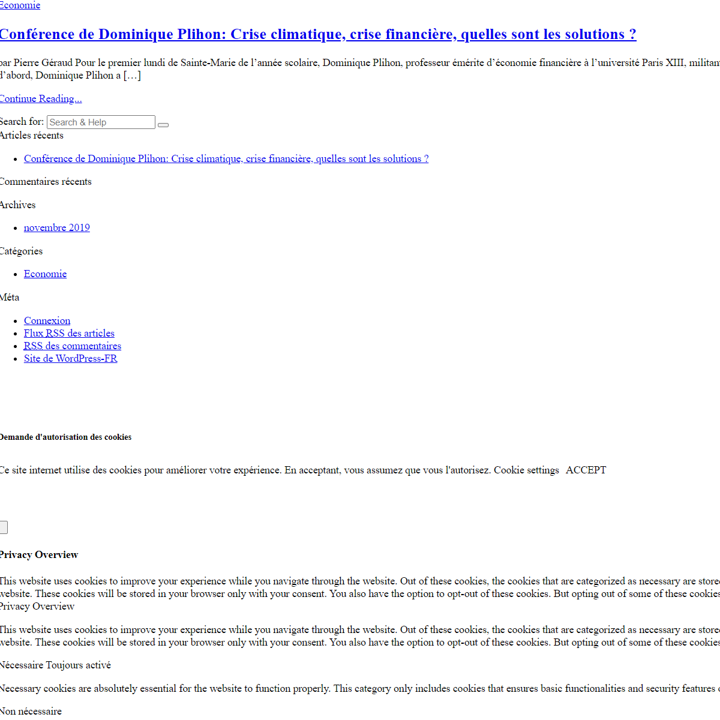 Economie
Conférence de Dominique Plihon: Crise climatique, crise financière, quelles sont les solutions ?
par Pierre Géraud Pour le premier lundi de Sainte-Marie de l’année scolaire, Dominique Plihon, professeur émérite d’économie financière à l’université Paris XIII, militan
d’abord, Dominique Plihon a […]
Continue Reading...
Search for: Search & Help
Articles récents
Conférence de Dominique Plihon: Crise climatique, crise financière, quelles sont les solutions ?
Commentaires récents
Archives
novembre 2019
Catégories
Economie
Méta
Connexion
Flux RSS des articles
RSS des commentaires
Site de WordPress-FR
Demande d'autorisation des cookies
Ce site internet utilise des cookies pour améliorer votre expérience. En acceptant, vous assumez que vous l'autorisez. Cookie settings ACCEPT
Privacy Overview
This website uses cookies to improve your experience while you navigate through the website. Out of these cookies, the cookies that are categorized as necessary are store
website. These cookies will be stored in your browser only with your consent. You also have the option to opt-out of these cookies. But opting out of some of these cookies
Privacy Overview
This website uses cookies to improve your experience while you navigate through the website. Out of these cookies, the cookies that are categorized as necessary are store
website. These cookies will be stored in your browser only with your consent. You also have the option to opt-out of these cookies. But opting out of some of these cookies
Nécessaire Toujours activé
Necessary cookies are absolutely essential for the website to function properly. This category only includes cookies that ensures basic functionalities and security features
Non nécessaire